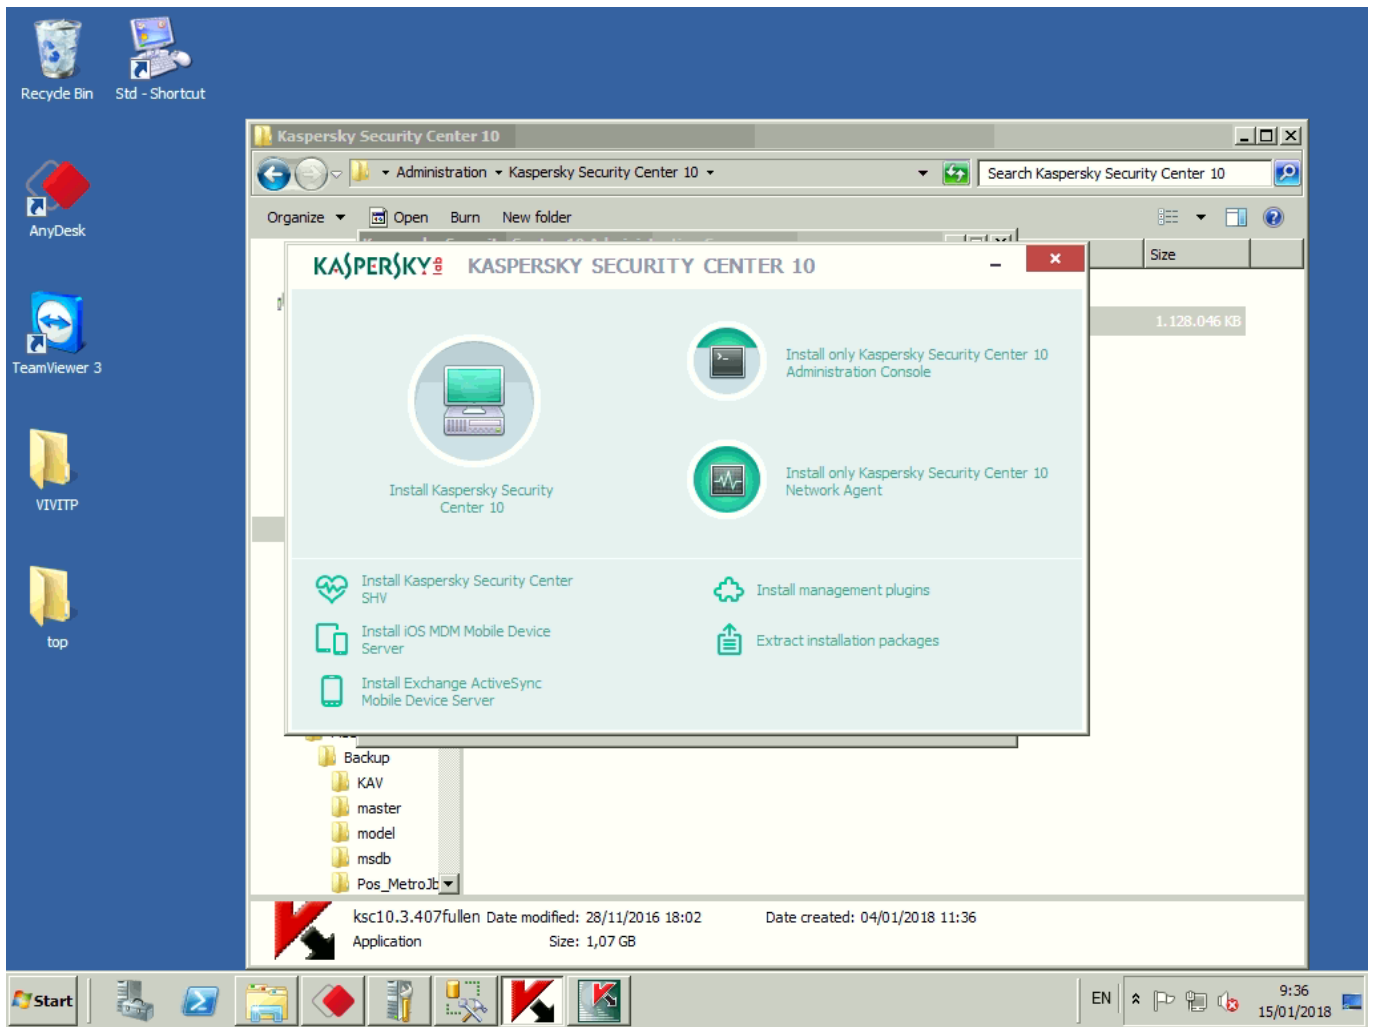 Recycle Bin
Std - Shortcut
AnyDesk
TeamViewer 3
VIVITP
top
Kaspersky Security Center 10
Administration
Kaspersky Security Center 10
Search Kaspersky Security Center 10
Organize
Open
Burn
New folder
Size
1.128.046 KB
KASPERSKY lab
KASPERSKY SECURITY CENTER 10
Install Kaspersky Security
Center 10
Install only Kaspersky Security Center 10
Administration Console
Install only Kaspersky Security Center 10
Network Agent
Install Kaspersky Security Center
SHV
Install iOS MDM Mobile Device
Server
Install Exchange ActiveSync
Mobile Device Server
Install management plugins
Extract installation packages
Backup
KAV
master
model
msdb
Pos_MetroJb
ksc10.3.407fullen Date modified: 28/11/2016 18:02 Date created: 04/01/2018 11:36
Application Size: 1,07 GB
Start
EN
9:36
15/01/2018